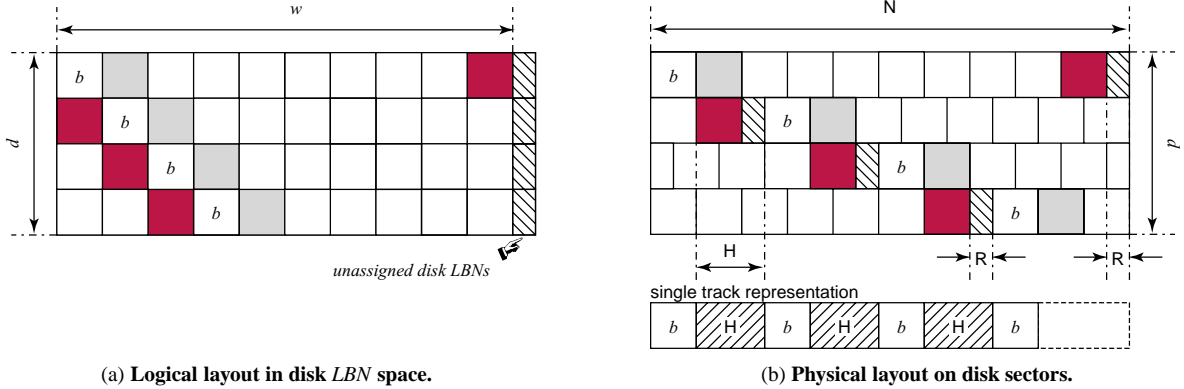 w
N
b
b
b
b
d
b
b
b
b
d
unassigned disk LBNs
H
R
R
single track representation
b H b H b H b
(a) Logical layout in disk LBN space.
(b) Physical layout on disk sectors.